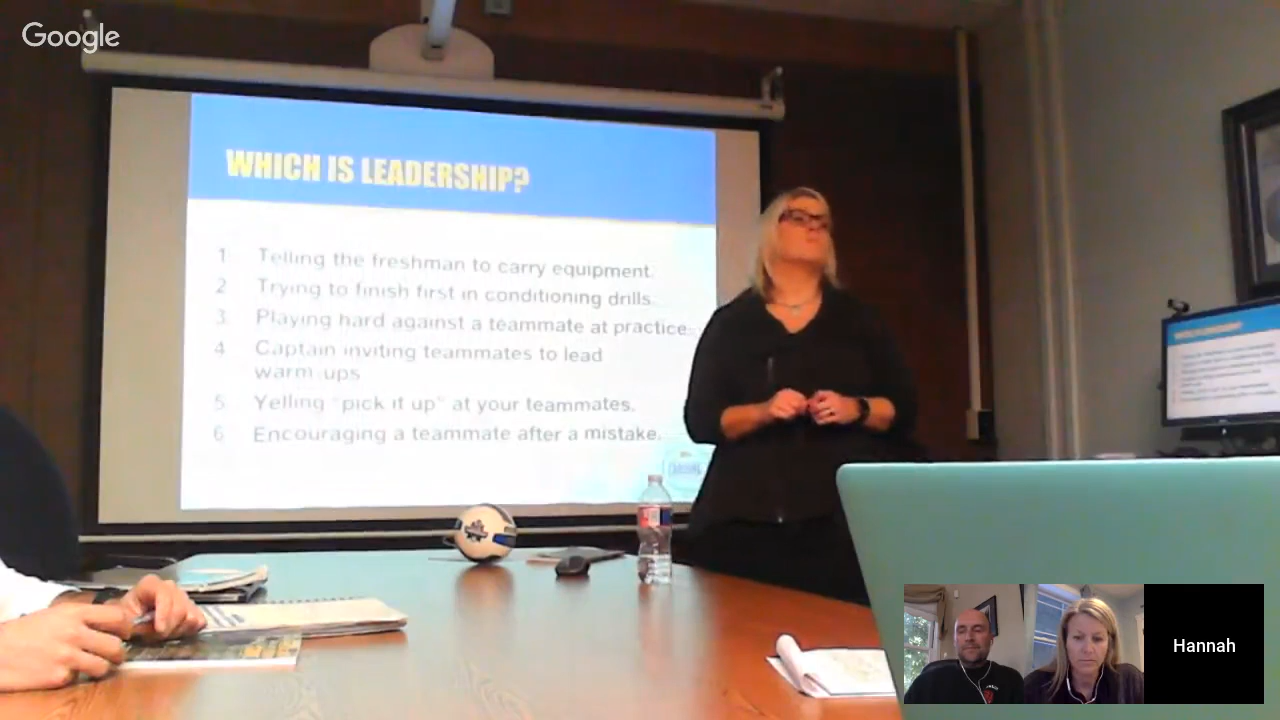 Google
WHICH IS LEADERSHIP?
1 Telling the freshman to carry equipment.
2 Trying to finish first in conditioning drills.
3 Playing hard against a teammate at practice.
4 Captain inviting teammates to lead
warm-ups
5 Yelling "pick it up" at your teammates.
6 Encouraging a teammate after a mistake.
Hannah